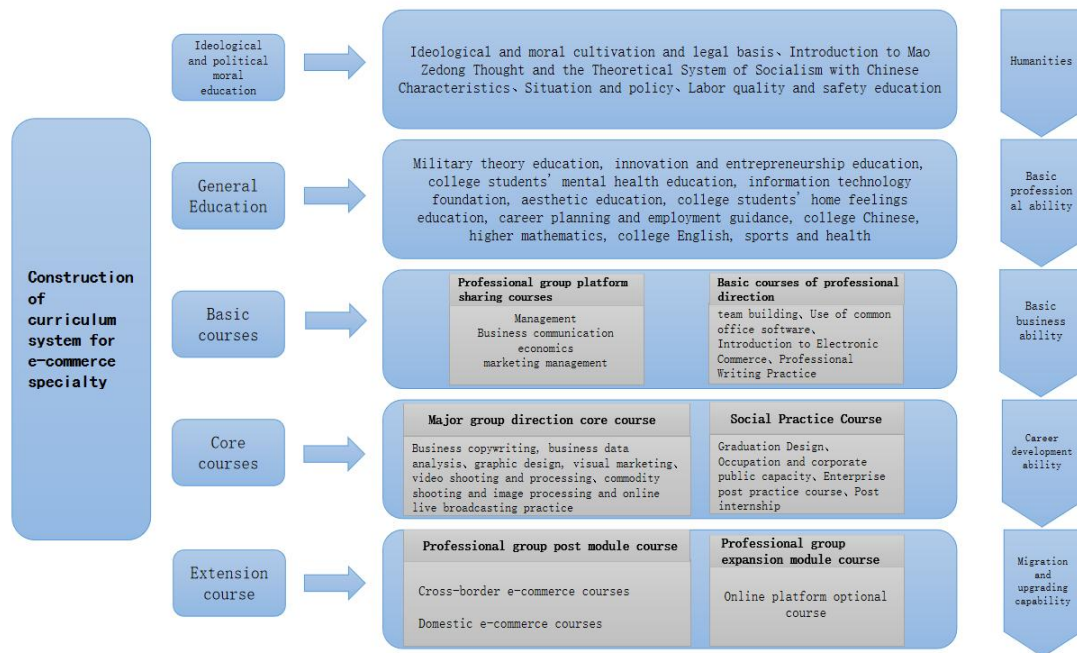 Ideological
and political
moral
education
Ideological and moral cultivation and legal basis、Introduction to Mao
Zedong Thought and the Theoretical System of Socialism with Chinese
Characteristics、Situation and policy、Labor quality and safety education
Humanities
Construction
of
curriculum
system for
e-commerce
specialty
General
Education
Military theory education, innovation and entrepreneurship education,
college students' mental health education, information technology
foundation, aesthetic education, college students' home feelings
education, career planning and employment guidance, college Chinese,
higher mathematics, college English, sports and health
Basic
profession
al ability
Basic
courses
Professional group platform
sharing courses
Management
Business communication
economics
marketing management
Basic courses of professional
direction
team building、Use of common
office software、
Introduction to Electronic
Commerce、Professional
Writing Practice
Basic
business
ability
Core
courses
Major group direction core course
Business copywriting, business data
analysis、graphic design, visual marketing、
video shooting and processing、commodity
shooting and image processing and online
live broadcasting practice
Social Practice Course
Graduation Design、
Occupation and corporate
public capacity、Enterprise
post practice course、Post
internship
Career
development
ability
Extension
course
Professional group post module course
Cross-border e-commerce courses
Domestic e-commerce courses
Professional group
expansion module course
Online platform optional
course
Migration
and
upgrading
capability